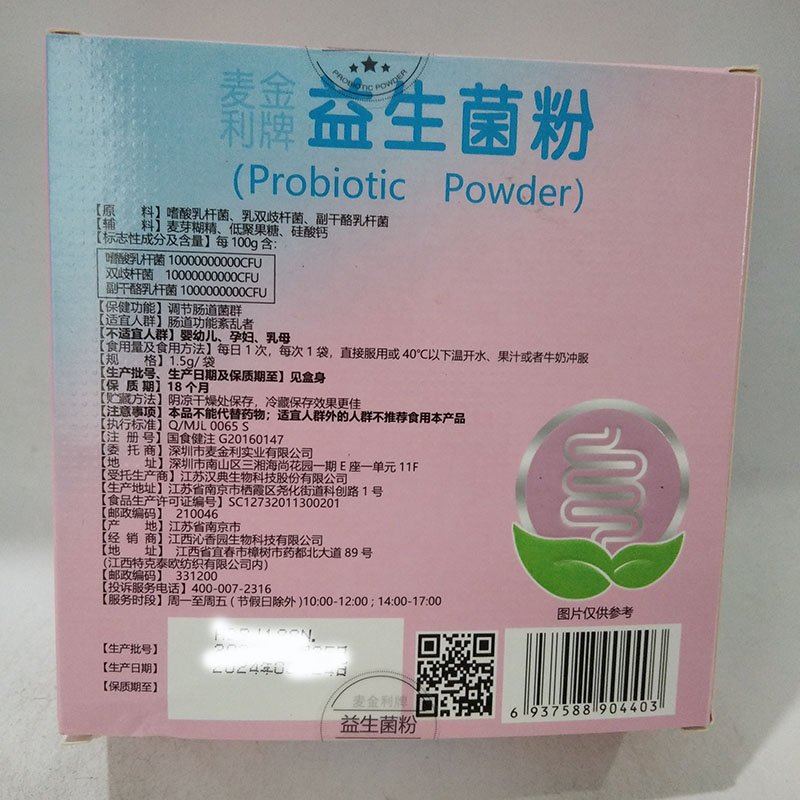 PROBIOTIC POWDER
麦金利牌 益生菌粉
(Probiotic Powder)
【原 料】嗜酸乳杆菌、乳双歧杆菌、副干酪乳杆菌
【辅 料】麦芽糊精、低聚果糖、硅酸钙
【标志性成分及含量】每 100g 含:
嗜酸乳杆菌 10000000000CFU
双歧杆菌 10000000000CFU
副干酪乳杆菌 1000000000CFU
【保健功能】调节肠道菌群
【适宜人群】肠道功能紊乱者
【不适宜人群】婴幼儿、孕妇、乳母
【食用量及食用方法】每日 1 次，每次 1 袋，直接服用或 40℃以下温开水、果汁或者牛奶冲服
【规 格】1.5g/ 袋
【生产批号、生产日期及保质期至】见盒身
【保 质 期】18 个月
【贮藏方法】阴凉干燥处保存，冷藏保存效果更佳
【注意事项】本品不能代替药物；适宜人群外的人群不推荐食用本产品
【执行标准】Q/MJL 0065 S
【注 册 号】国食健注 G20160147
【委 托 商】深圳市麦金利实业有限公司
【地 址】深圳市南山区三湘海尚花园一期 E 座一单元 11F
【受托生产商】江苏汉典生物科技股份有限公司
【生产地址】江苏省南京市栖霞区尧化街道科创路 1 号
【食品生产许可证编号】SC12732011300201
【邮政编码】 210046
【产 地】江苏省南京市
【经 销 商】江西沁香园生物科技有限公司
【地 址】 江西省宜春市樟树市药都北大道 89 号
(江西特克泰欧纺织有限公司内)
【邮政编码】 331200
【投诉服务电话】400-007-2316
【服务时段】周一至周五 ( 节假日除外 )10:00-12:00 ; 14:00-17:00
图片仅供参考
【生产批号】
【生产日期】
【保质期至】
麦金利牌
益生菌粉
6 937588 904403